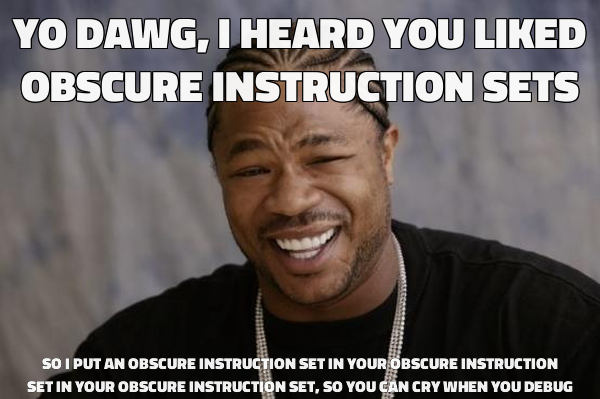 YO DAWG, I HEARD YOU LIKED
OBSCURE INSTRUCTION SETS
SO I PUT AN OBSCURE INSTRUCTION SET IN YOUR OBSCURE INSTRUCTION
SET IN YOUR OBSCURE INSTRUCTION SET, SO YOU CAN CRY WHEN YOU DEBUG